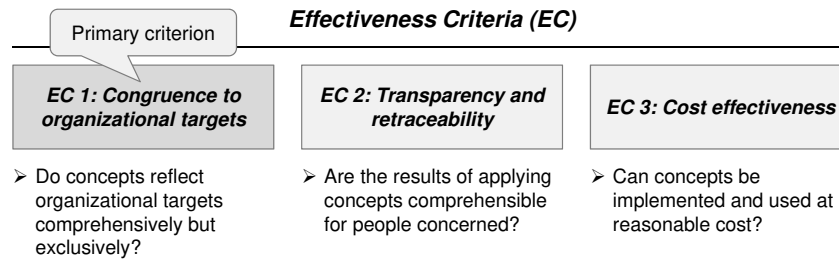 Effectiveness Criteria (EC)
Primary criterion
EC 1: Congruence to
organizational targets
➢ Do concepts reflect
organizational targets
comprehensively but
exclusively?
EC 2: Transparency and
retraceability
➢ Are the results of applying
concepts comprehensible
for people concerned?
EC 3: Cost effectiveness
➢ Can concepts be
implemented and used at
reasonable cost?